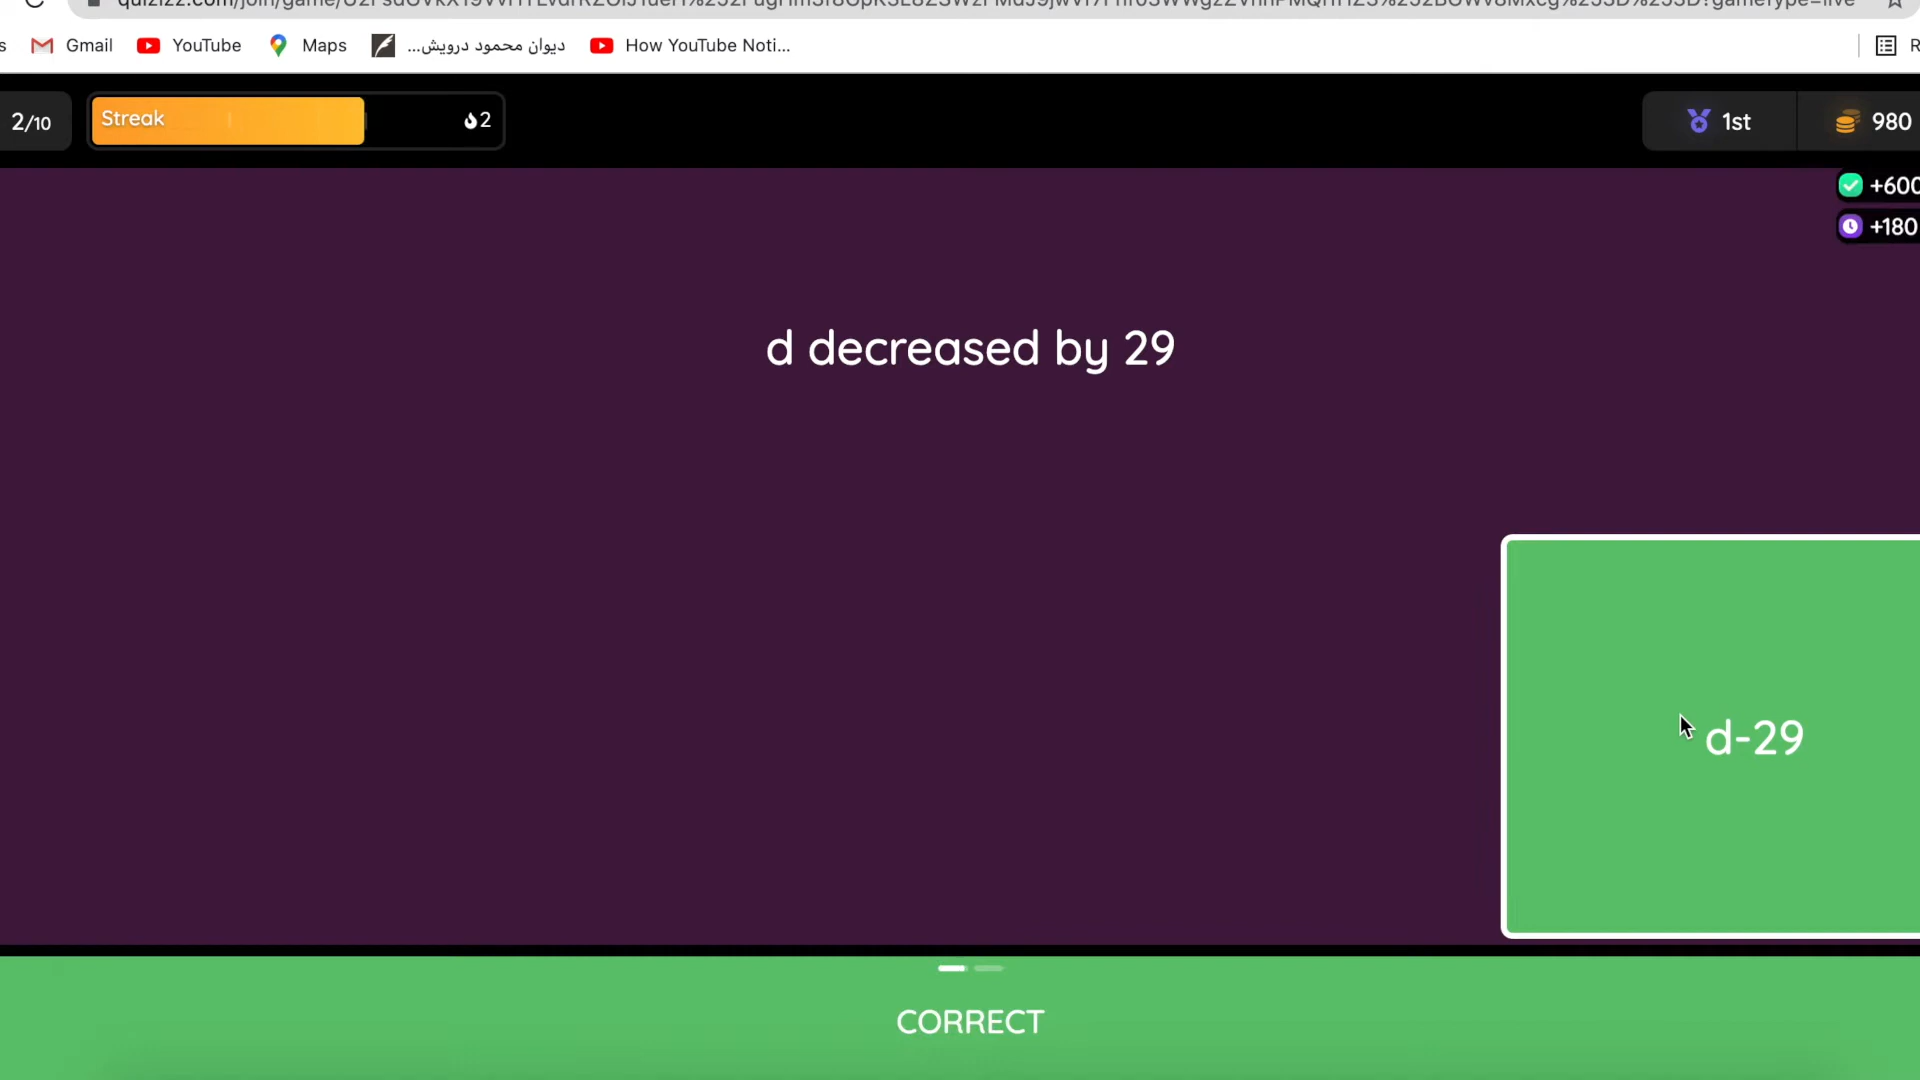 Gmail YouTube Maps ديوان محمود درويش... How YouTube Noti...
2/10 Streak 2 1st 980
+600
+180
d decreased by 29
d-29
CORRECT